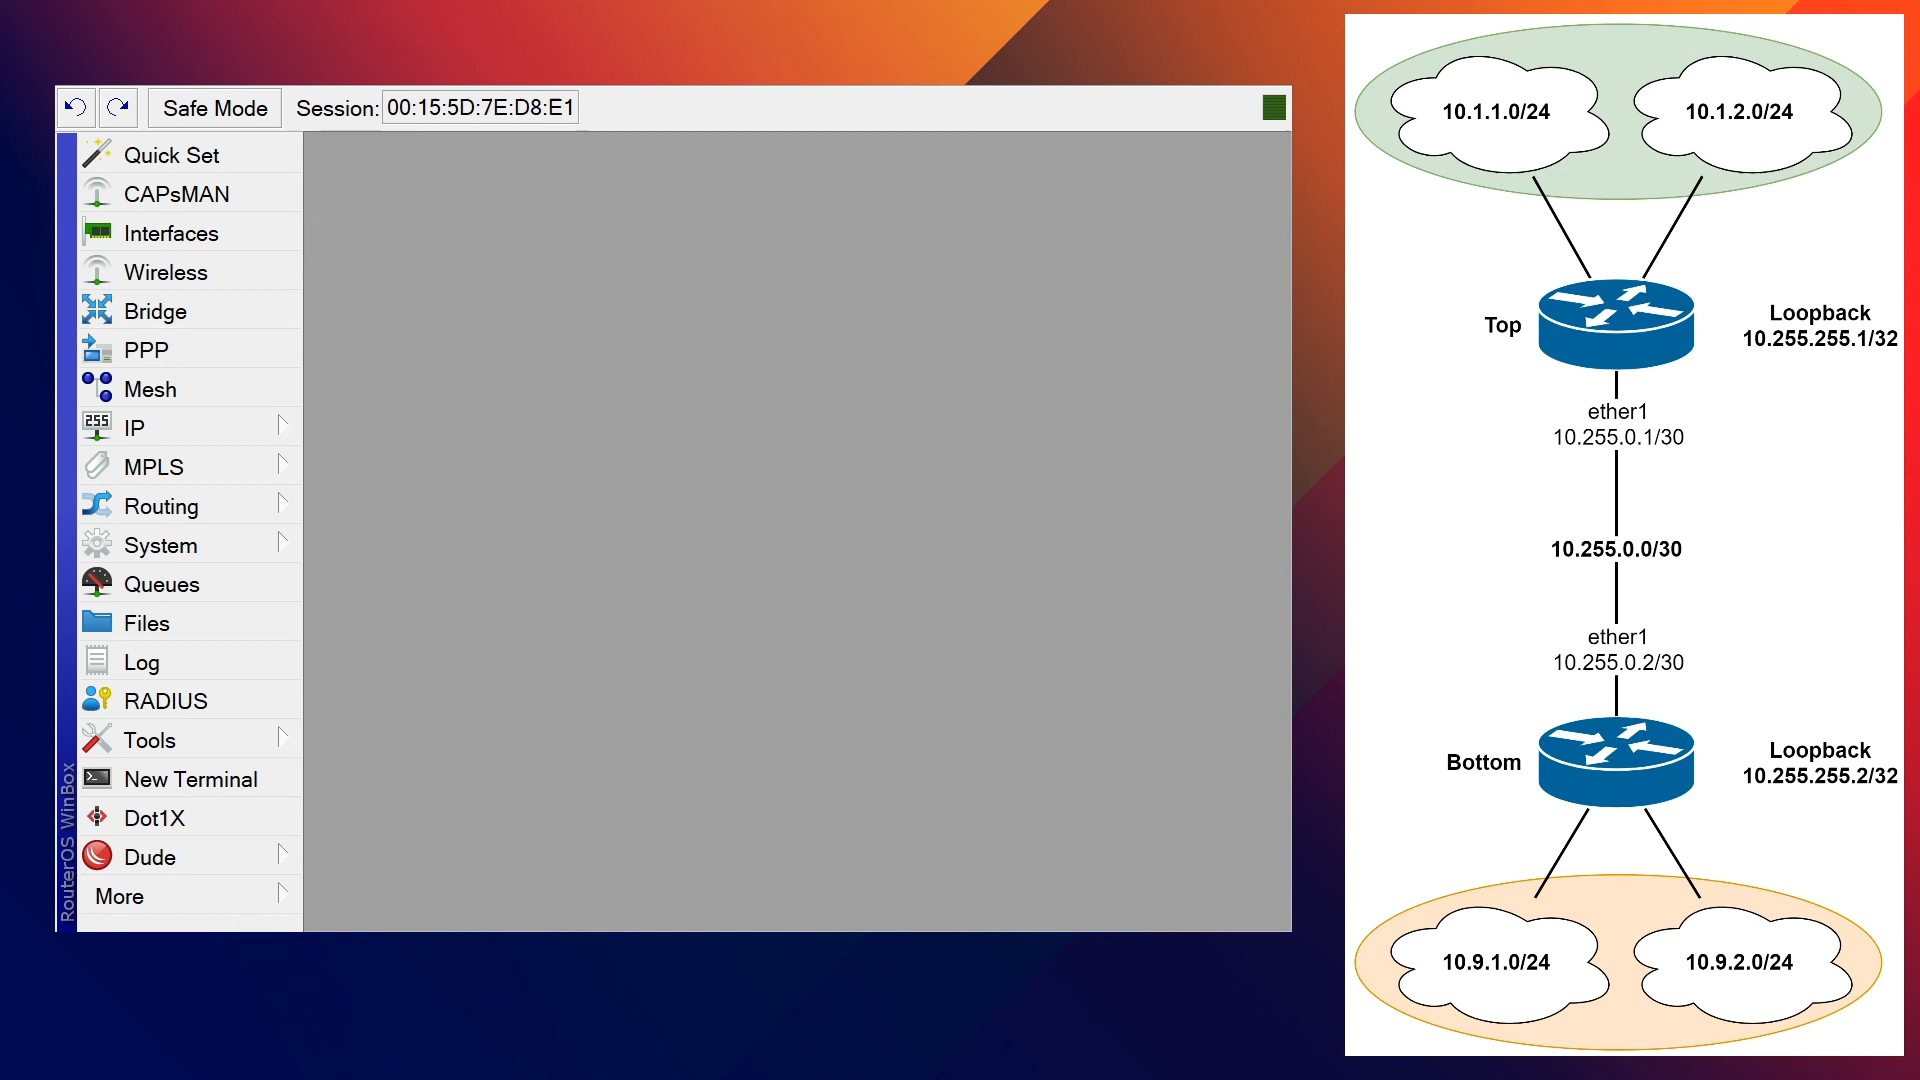 Safe Mode
Session: 00:15:5D:7E:D8:E1
Quick Set
CAPsMAN
Interfaces
Wireless
Bridge
PPP
Mesh
255
IP
MPLS
Routing
System
Queues
Files
Log
RADIUS
Tools
New Terminal
Dot1X
Dude
More
RouterOS WinBox
10.1.1.0/24
10.1.2.0/24
Top
Loopback
10.255.255.1/32
ether1
10.255.0.1/30
10.255.0.0/30
ether1
10.255.0.2/30
Bottom
Loopback
10.255.255.2/32
10.9.1.0/24
10.9.2.0/24